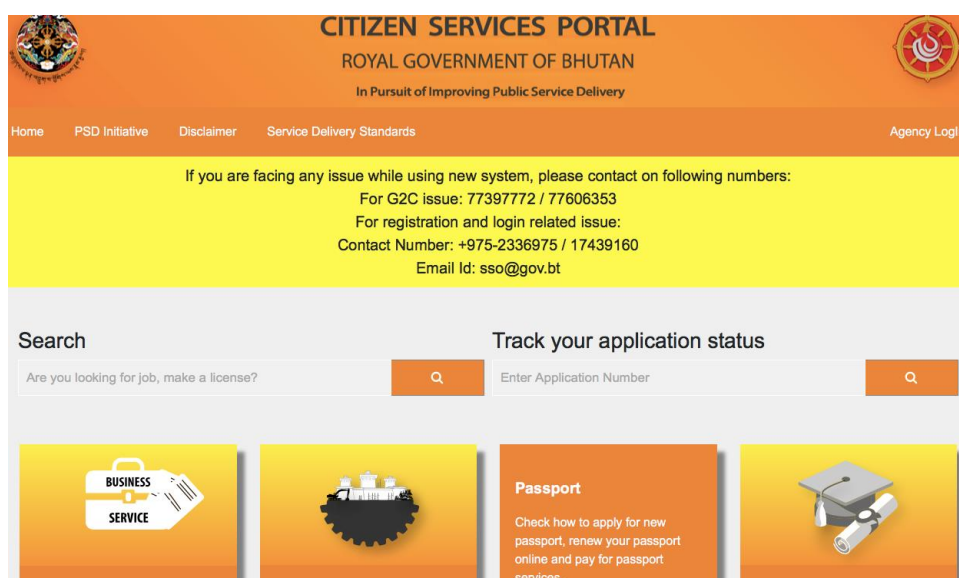 CITIZEN SERVICES PORTAL
ROYAL GOVERNMENT OF BHUTAN
In Pursuit of Improving Public Service Delivery
Home PSD Initiative Disclaimer Service Delivery Standards Agency Logi
If you are facing any issue while using new system, please contact on following numbers:
For G2C issue: 77397772 / 77606353
For registration and login related issue:
Contact Number: +975-2336975 / 17439160
Email Id: sso@gov.bt
Search
Are you looking for job, make a license?
Track your application status
Enter Application Number
BUSINESS
SERVICE
Passport
Check how to apply for new
passport, renew your passport
online and pay for passport
services